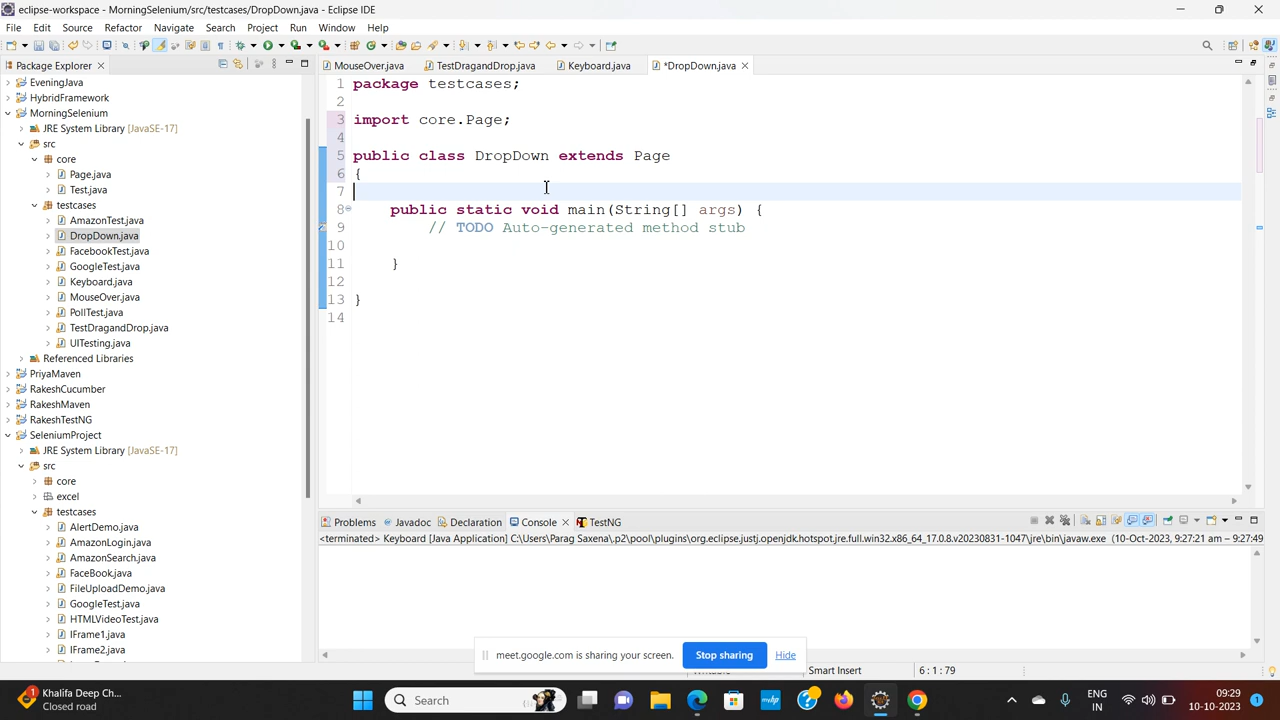 eclipse-workspace - MorningSelenium/src/testcases/DropDown.java - Eclipse IDE
File Edit Source Refactor Navigate Search Project Run Window Help
Package Explorer
EveningJava
HybridFramework
MorningSelenium
JRE System Library [JavaSE-17]
src
core
Page.java
Test.java
testcases
AmazonTest.java
DropDown.java
FacebookTest.java
GoogleTest.java
Keyboard.java
MouseOver.java
PollTest.java
TestDragandDrop.java
UITesting.java
Referenced Libraries
PriyaMaven
RakeshCucumber
RakeshMaven
RakeshTestNG
SeleniumProject
JRE System Library [JavaSE-17]
src
core
excel
testcases
AlertDemo.java
AmazonLogin.java
AmazonSearch.java
FaceBook.java
FileUploadDemo.java
GoogleTest.java
HTMLVideoTest.java
IFrame1.java
IFrame2.java
MouseOver.java TestDragandDrop.java Keyboard.java *DropDown.java
1 package testcases;
2
3 import core.Page;
4
5 public class DropDown extends Page
6 {
7
8 public static void main(String[] args) {
9 // TODO Auto-generated method stub
10
11 }
12
13 }
14
Problems Javadoc Declaration Console TestNG
<terminated> Keyboard [Java Application] C:\Users\Parag Saxena\.p2\pool\plugins\org.eclipse.justj.openjdk.hotspot.jre.full.win32.x86_64_17.0.8.v20230831-1047\jre\bin\javaw.exe (10-Oct-2023, 9:27:21 am – 9:27:49
meet.google.com is sharing your screen. Stop sharing Hide
Smart Insert 6 : 1 : 79
1 Khalifa Deep Ch...
Closed road
Search
ENG
IN
09:29
10-10-2023
1